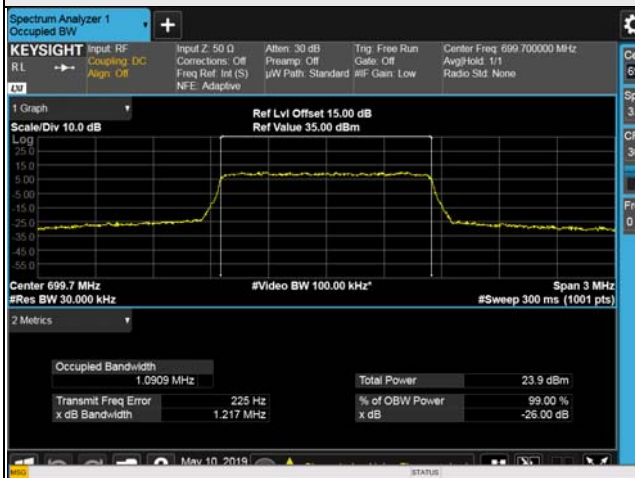 Spectrum Analyzer 1
Occupied BW
KEYSIGHT Input: RF Input Z: 50 Ω Atten: 30 dB Trig: Free Run Center Freq: 699.700000 MHz
RL Coupling: DC Corrections: Off Preamp: Off Gate: Off Avg|Hold: 1/1
Align: Off Freq Ref: Int (S) µW Path: Standard #IF Gain: Low Radio Std: None
LXI NFE: Adaptive
1 Graph
Ref Lvl Offset 15.00 dB
Scale/Div 10.0 dB Ref Value 35.00 dBm
Log
25.0
15.0
5.00
-5.00
-15.0
-25.0
-35.0
-45.0
-55.0
Center 699.7 MHz #Video BW 100.00 kHz* Span 3 MHz
#Res BW 30.000 kHz #Sweep 300 ms (1001 pts)
2 Metrics
Occupied Bandwidth
1.0909 MHz Total Power 23.9 dBm
Transmit Freq Error 225 Hz % of OBW Power 99.00 %
x dB Bandwidth 1.217 MHz x dB -26.00 dB
May 10, 2019
MSG STATUS